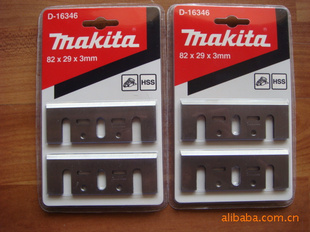 D-16346
makita
82 x 29 x 3mm
HSS
D-16346
makita
82 x 29 x 3mm
HSS
alibaba.com.cn